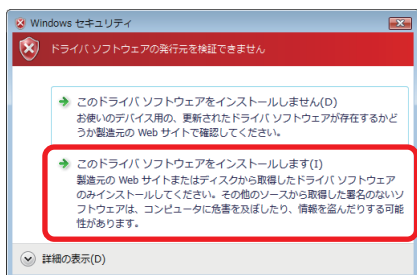 Windows セキュリティ
ドライバ ソフトウェアの発行元を検証できません
このドライバ ソフトウェアをインストールしません(D)
お使いのデバイス用の、更新されたドライバ ソフトウェアが存在するかど
うか製造元の Web サイトで確認してください。
このドライバ ソフトウェアをインストールします(I)
製造元の Web サイトまたはディスクから取得したドライバ ソフトウェア
のみインストールしてください。その他のソースから取得した署名のないソ
フトウェアは、コンピュータに危害を及ぼしたり、情報を盗んだりする可能
性があります。
詳細の表示(D)